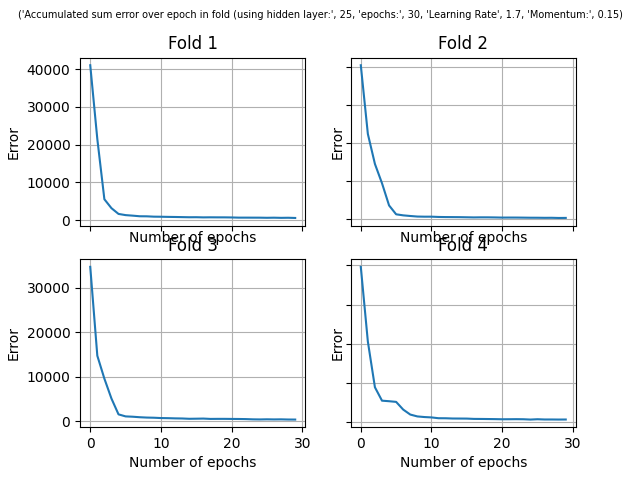 ('Accumulated sum error over epoch in fold (using hidden layer:', 25, 'epochs:', 30, 'Learning Rate', 1.7, 'Momentum:', 0.15)
Fold 1
Fold 2
40000
30000
20000
10000
0
Error
Error
Number of epochs
Number of epochs
Fold 3
Fold 4
30000
20000
10000
0
Error
Error
0 10 20 30
0 10 20 30
Number of epochs
Number of epochs